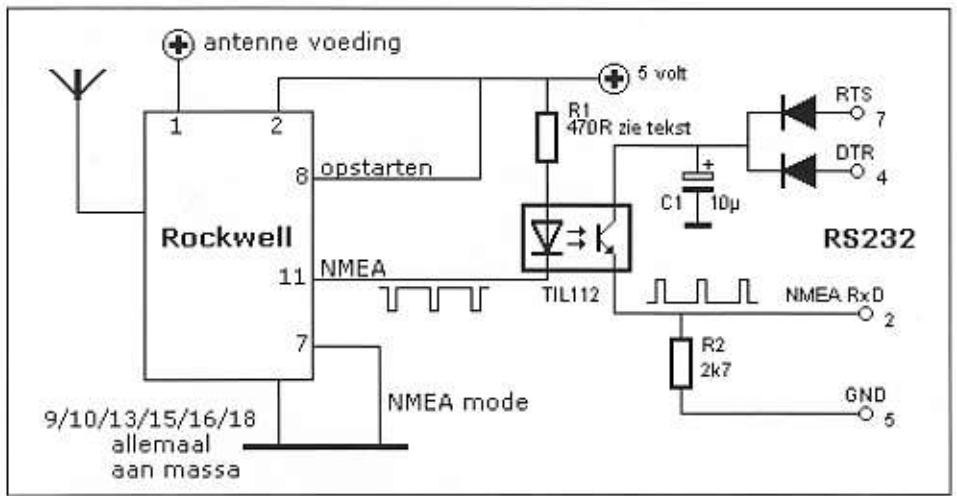 antenne voeding
5 volt
R1
470R zie tekst
RTS
7
DTR
4
1
2
8
opstarten
+
C1
10µ
Rockwell
RS232
NMEA
11
TIL112
NMEA RxD
2
7
R2
2k7
NMEA mode
GND
5
9/10/13/15/16/18
allemaal
aan massa